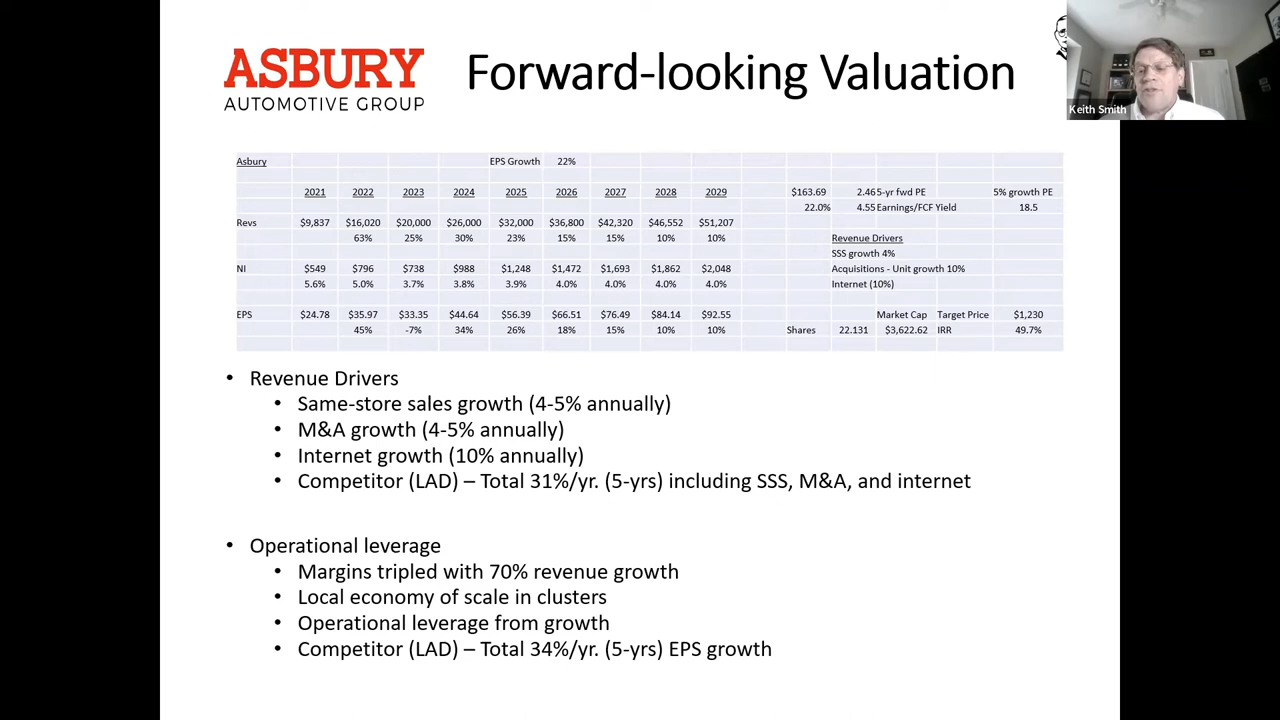 ASBURY
AUTOMOTIVE GROUP
Forward-looking Valuation
Keith Smith
Asbury EPS Growth 22%
2021 2022 2023 2024 2025 2026 2027 2028 2029 $163.69 2.46 5-yr fwd PE 5% growth PE
22.0% 4.55 Earnings/FCF Yield 18.5
Revs $9,837 $16,020 $20,000 $26,000 $32,000 $36,800 $42,320 $46,552 $51,207
63% 25% 30% 23% 15% 15% 10% 10% Revenue Drivers
SSS growth 4%
NI $549 $796 $738 $988 $1,248 $1,472 $1,693 $1,862 $2,048 Acquisitions - Unit growth 10%
5.6% 5.0% 3.7% 3.8% 3.9% 4.0% 4.0% 4.0% 4.0% Internet (10%)
EPS $24.78 $35.97 $33.35 $44.64 $56.39 $66.51 $76.49 $84.14 $92.55 Market Cap Target Price $1,230
45% -7% 34% 26% 18% 15% 10% 10% Shares 22.131 $3,622.62 IRR 49.7%
• Revenue Drivers
• Same-store sales growth (4-5% annually)
• M&A growth (4-5% annually)
• Internet growth (10% annually)
• Competitor (LAD) – Total 31%/yr. (5-yrs) including SSS, M&A, and internet
• Operational leverage
• Margins tripled with 70% revenue growth
• Local economy of scale in clusters
• Operational leverage from growth
• Competitor (LAD) – Total 34%/yr. (5-yrs) EPS growth